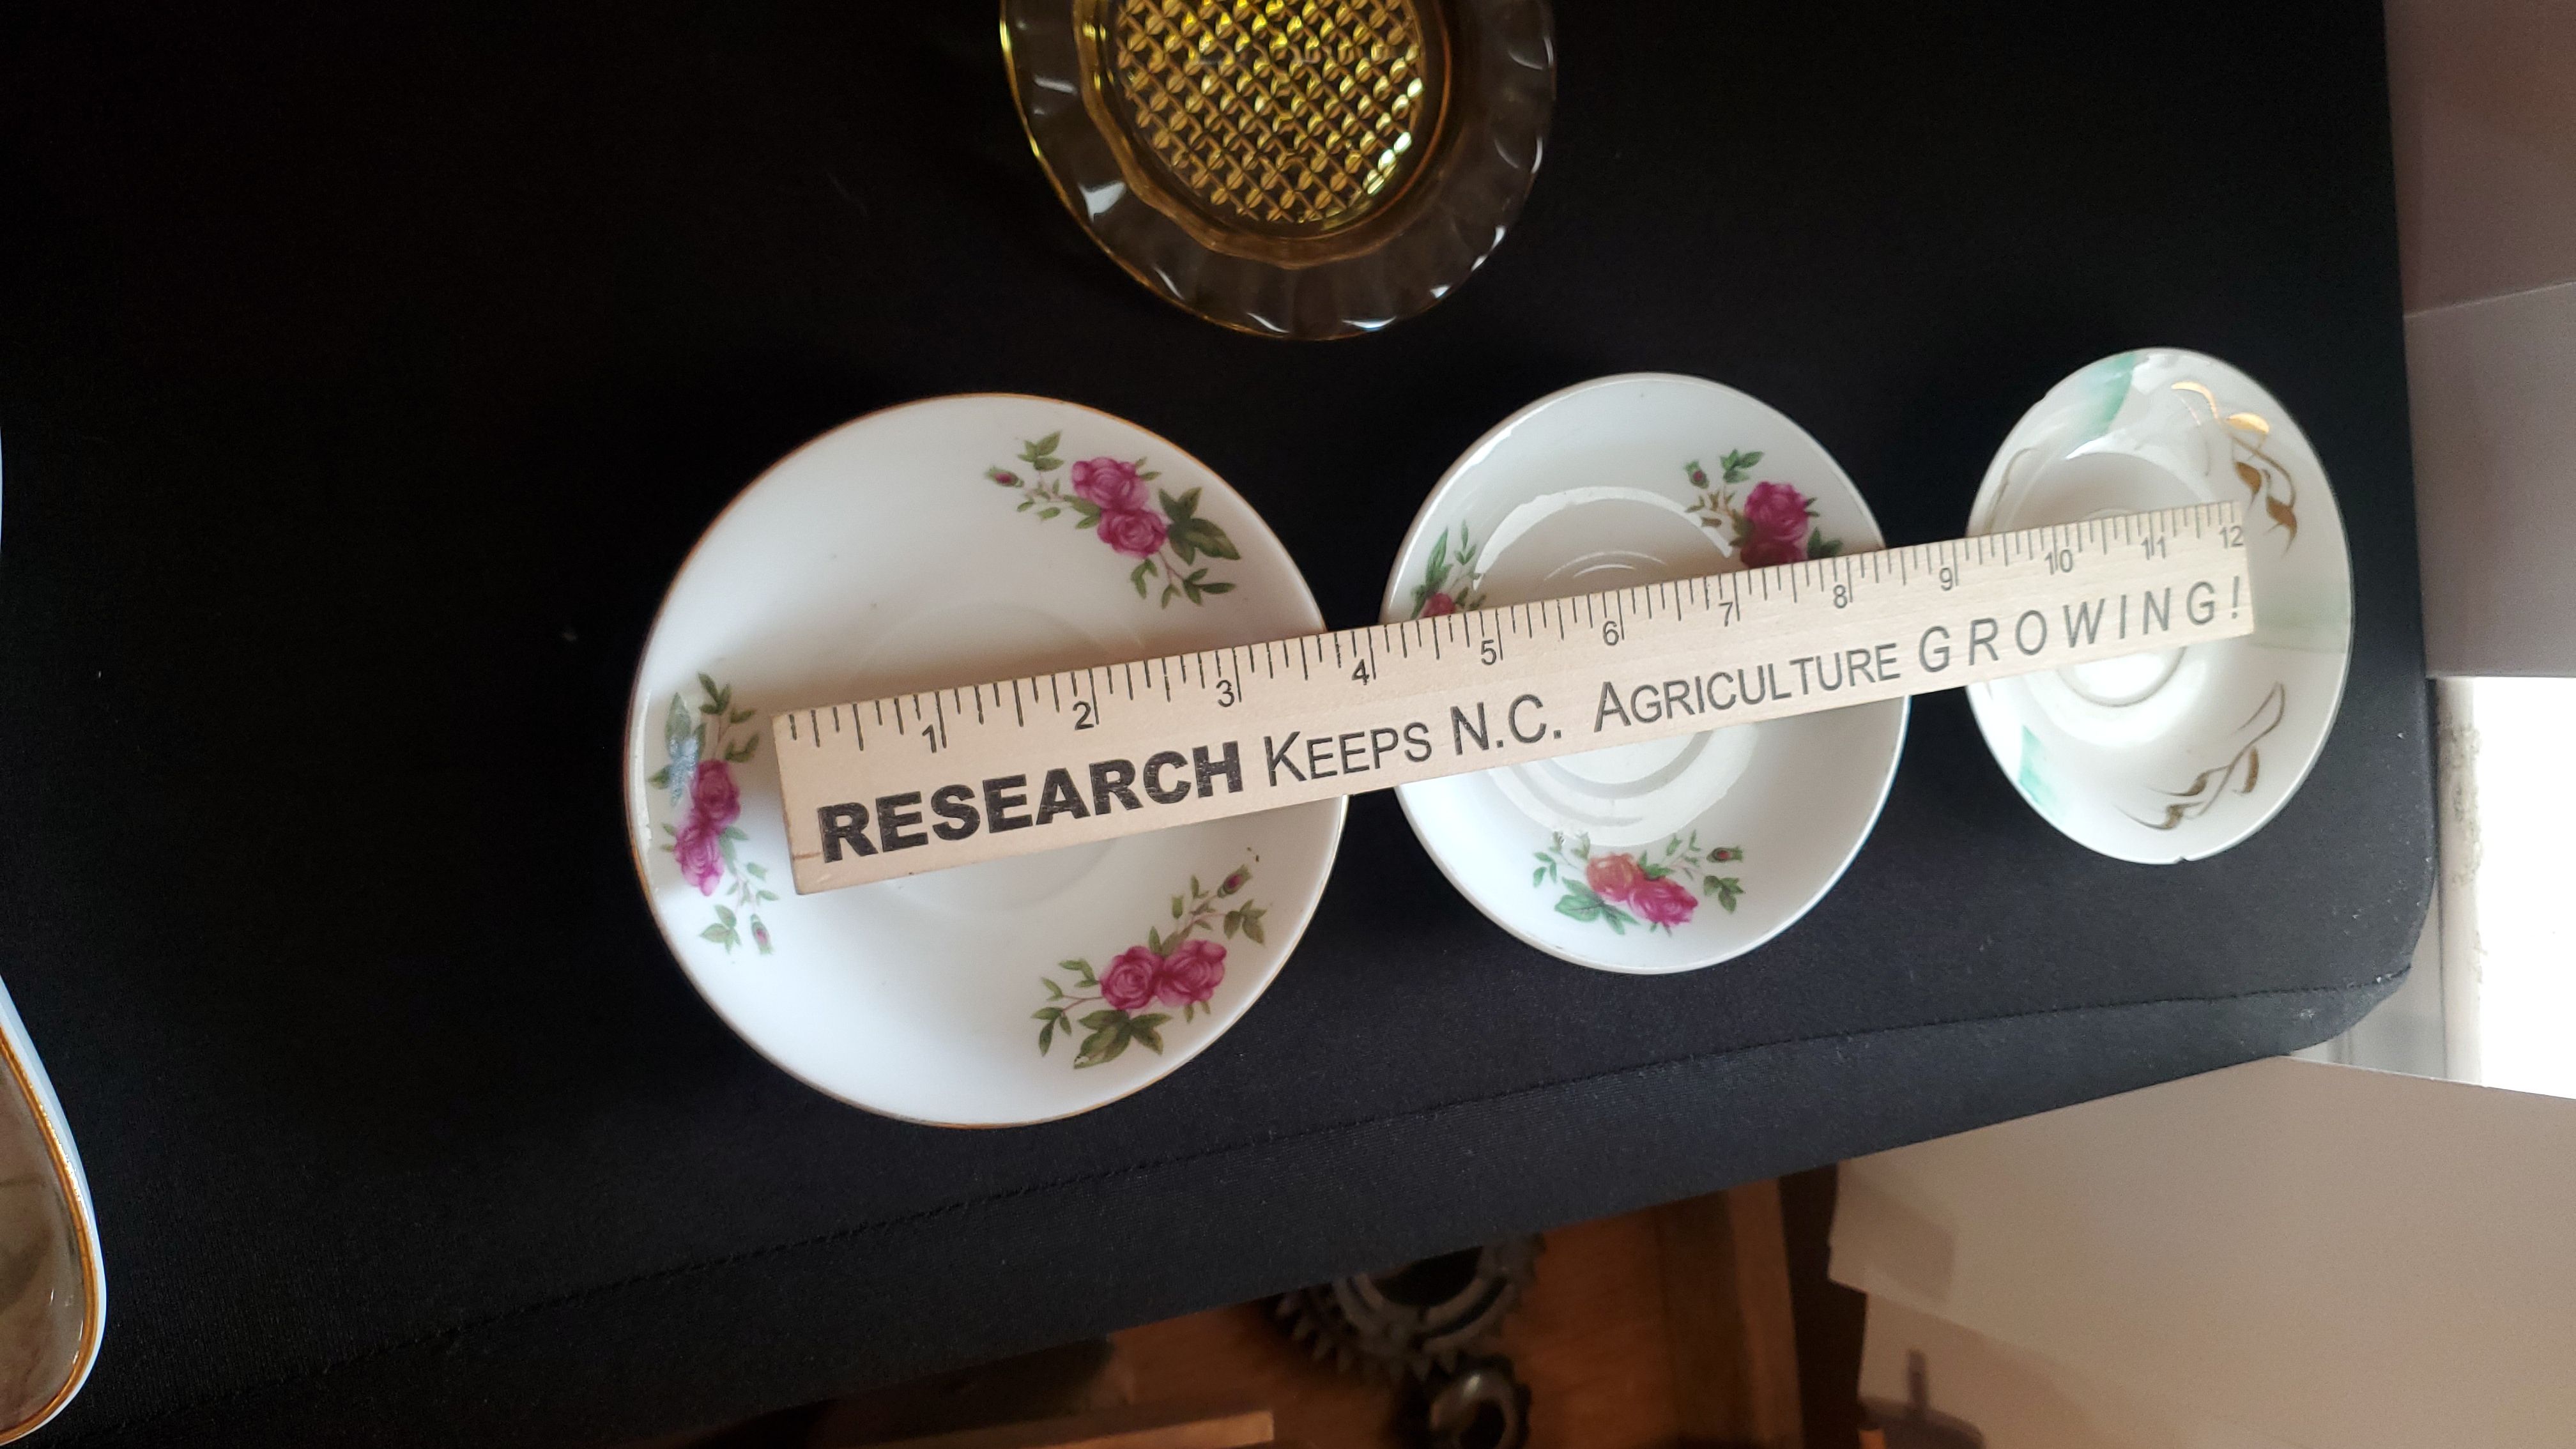 1 2 3 4 5 6 7 8 9 10 11 12
RESEARCH KEEPS N.C. AGRICULTURE GROWING!